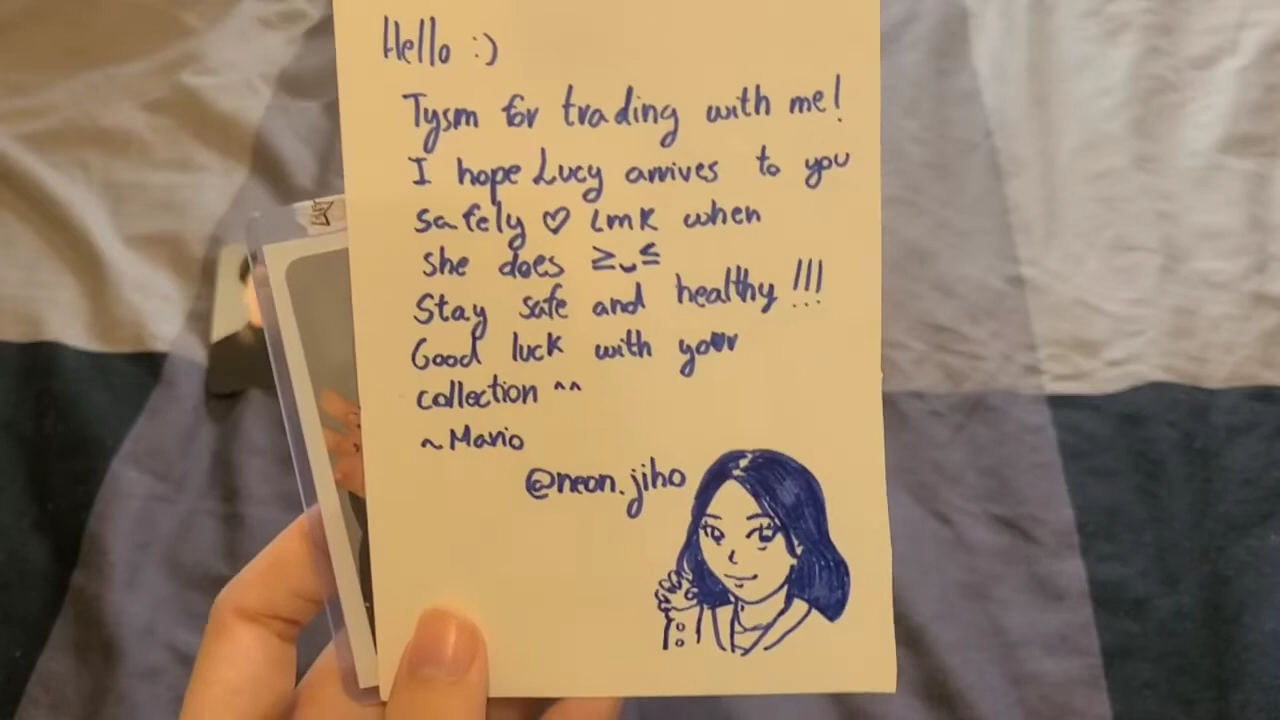 Hello :)
Tysm for trading with me!
I hope Lucy arrives to you
safely ♡ LMK when
she does ≥◡≤
Stay safe and healthy !!!
Good luck with your
collection ^^
~Mario
@neon.jiho